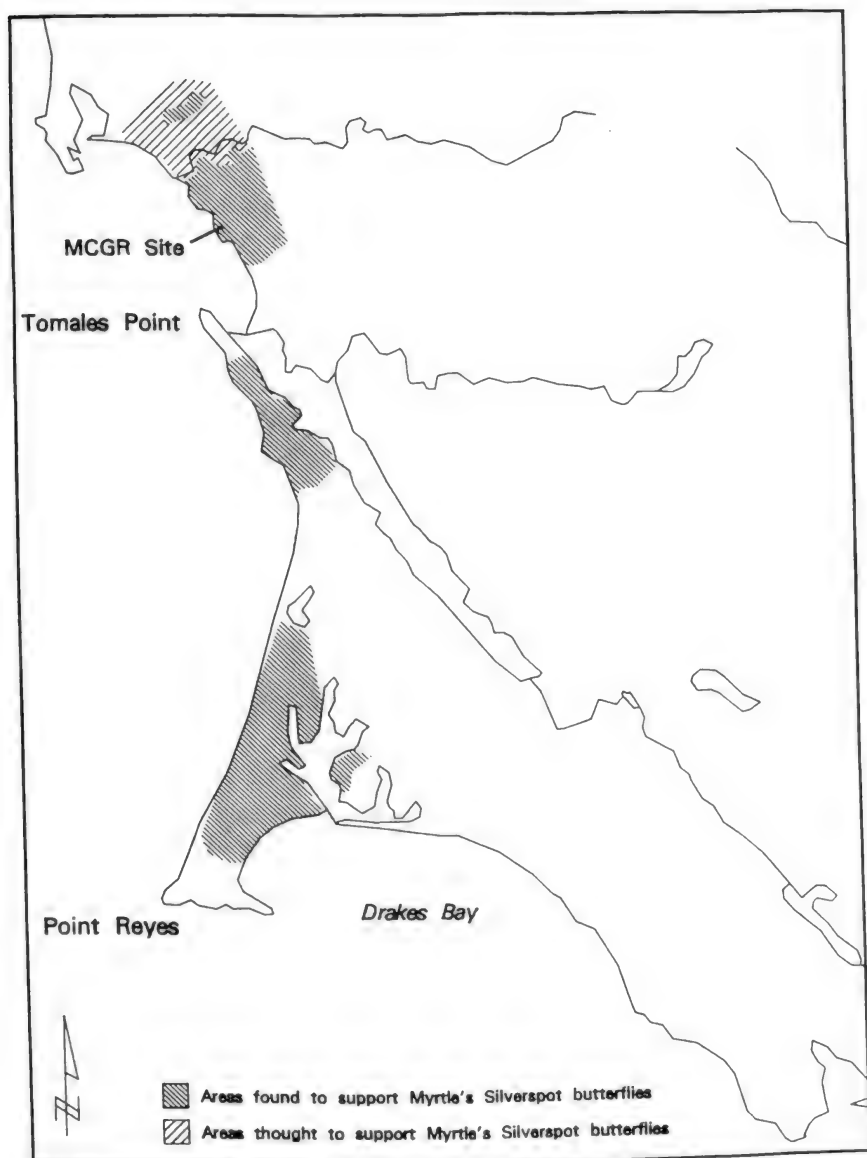 MCGR Site
Tomales Point
Point Reyes
Drakes Bay
N
Areas found to support Myrtle's Silverspot butterflies
Areas thought to support Myrtle's Silverspot butterflies